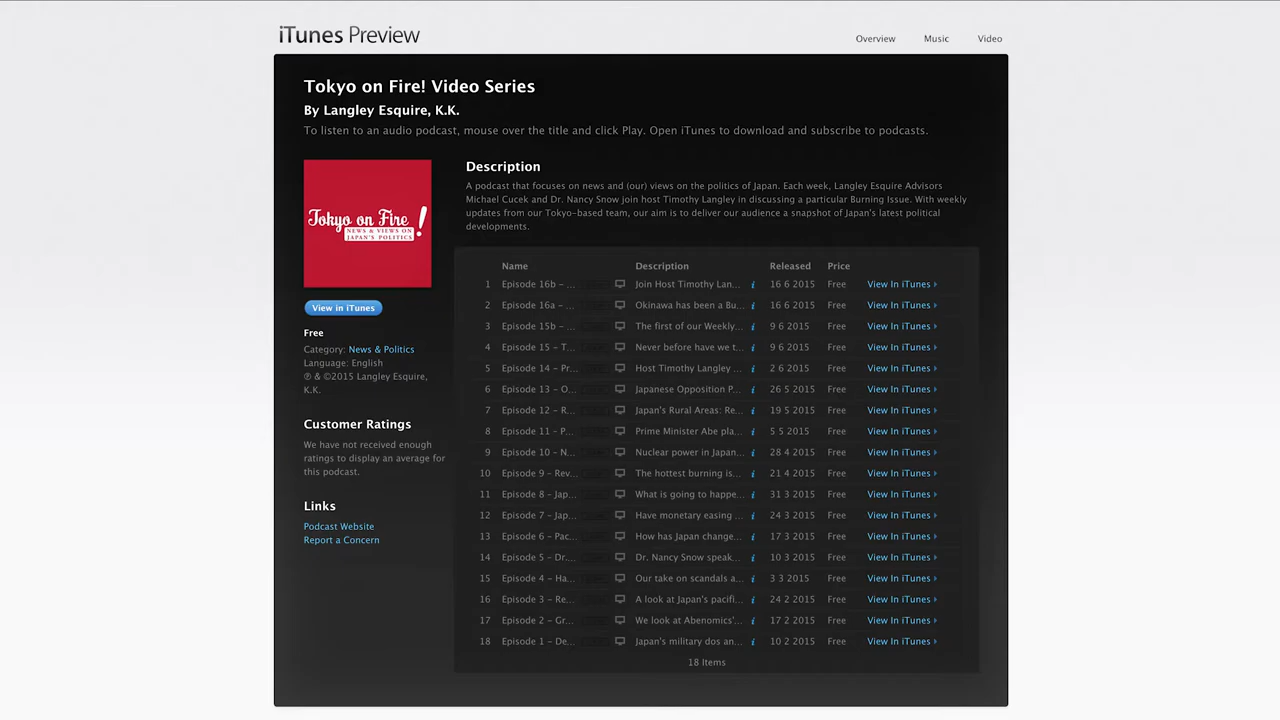 iTunes Preview
Overview Music Video
Tokyo on Fire! Video Series
By Langley Esquire, K.K.
To listen to an audio podcast, mouse over the title and click Play. Open iTunes to download and subscribe to podcasts.
Tokyo on Fire!
NEWS & VIEWS ON
JAPAN'S POLITICS
View in iTunes
Free
Category: News & Politics
Language: English
℗ & ©2015 Langley Esquire,
K.K.
Customer Ratings
We have not received enough
ratings to display an average for
this podcast.
Links
Podcast Website
Report a Concern
Description
A podcast that focuses on news and (our) views on the politics of Japan. Each week, Langley Esquire Advisors
Michael Cucek and Dr. Nancy Snow join host Timothy Langley in discussing a particular Burning Issue. With weekly
updates from our Tokyo-based team, our aim is to deliver our audience a snapshot of Japan's latest political
developments.
Name Description Released Price
1 Episode 16b - ... Join Host Timothy Lan... i 16 6 2015 Free View In iTunes
2 Episode 16a - ... Okinawa has been a Bu... i 16 6 2015 Free View In iTunes
3 Episode 15b - ... The first of our Weekly... i 9 6 2015 Free View In iTunes
4 Episode 15 - T... Never before have we t... i 9 6 2015 Free View In iTunes
5 Episode 14 - Pr... Host Timothy Langley ... i 2 6 2015 Free View In iTunes
6 Episode 13 - O... Japanese Opposition P... i 26 5 2015 Free View In iTunes
7 Episode 12 - R... Japan's Rural Areas: Re... i 19 5 2015 Free View In iTunes
8 Episode 11 - P... Prime Minister Abe pla... i 5 5 2015 Free View In iTunes
9 Episode 10 - N... Nuclear power in Japan... i 28 4 2015 Free View In iTunes
10 Episode 9 - Rev... The hottest burning is... i 21 4 2015 Free View In iTunes
11 Episode 8 - Jap... What is going to happe... i 31 3 2015 Free View In iTunes
12 Episode 7 - Jap... Have monetary easing ... i 24 3 2015 Free View In iTunes
13 Episode 6 - Pac... How has Japan change... i 17 3 2015 Free View In iTunes
14 Episode 5 - Dr... Dr. Nancy Snow speak... i 10 3 2015 Free View In iTunes
15 Episode 4 - Ha... Our take on scandals a... i 3 3 2015 Free View In iTunes
16 Episode 3 - Re... A look at Japan's pacifi... i 24 2 2015 Free View In iTunes
17 Episode 2 - Gr... We look at Abenomics'... i 17 2 2015 Free View In iTunes
18 Episode 1 - De... Japan's military dos an... i 10 2 2015 Free View In iTunes
18 Items